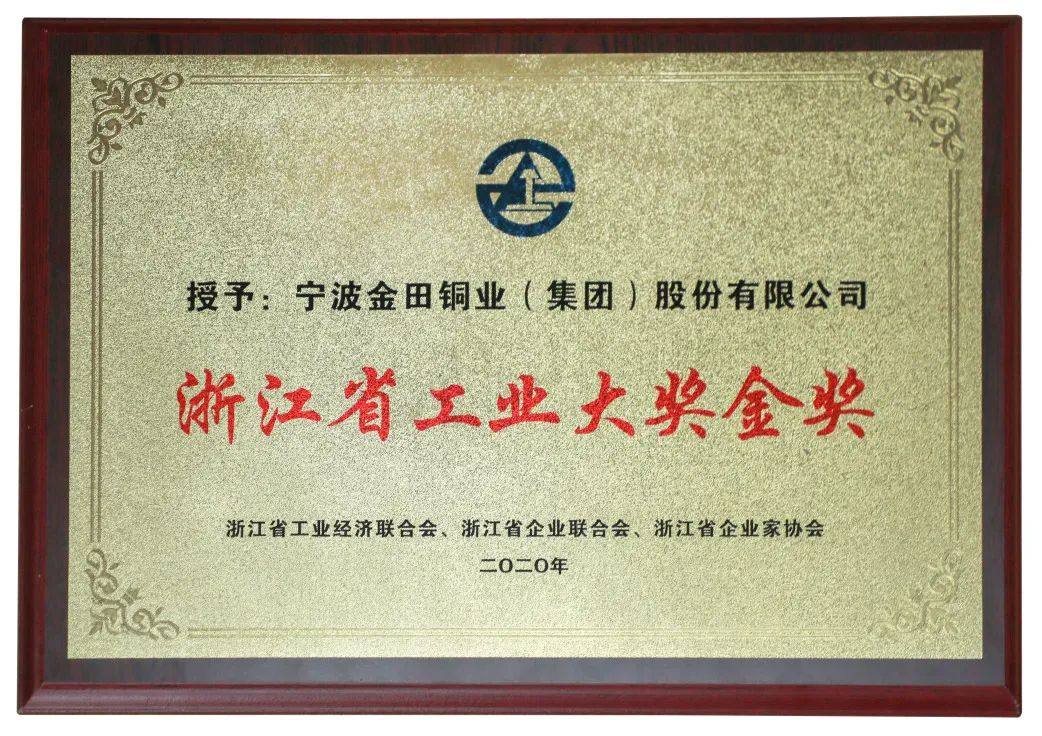 授予：宁波金田铜业（集团）股份有限公司
浙江省工业大奖金奖
浙江省工业经济联合会、浙江省企业联合会、浙江省企业家协会
二〇二〇年